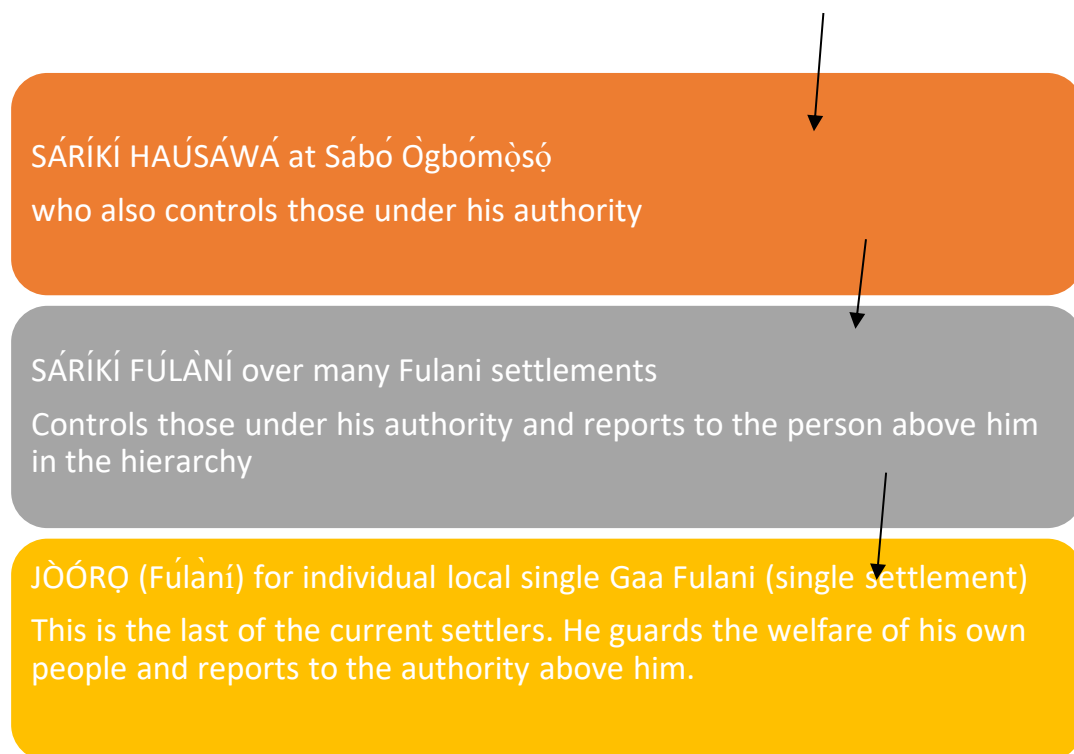 SÁRÍKÍ HAÚSÁWÁ at Sábó Ògbómọ̀sọ́
who also controls those under his authority
SÁRÍKÍ FÚLÀNÍ over many Fulani settlements
Controls those under his authority and reports to the person above him
in the hierarchy
JÒÓRỌ (Fúlàní) for individual local single Gaa Fulani (single settlement)
This is the last of the current settlers. He guards the welfare of his own
people and reports to the authority above him.